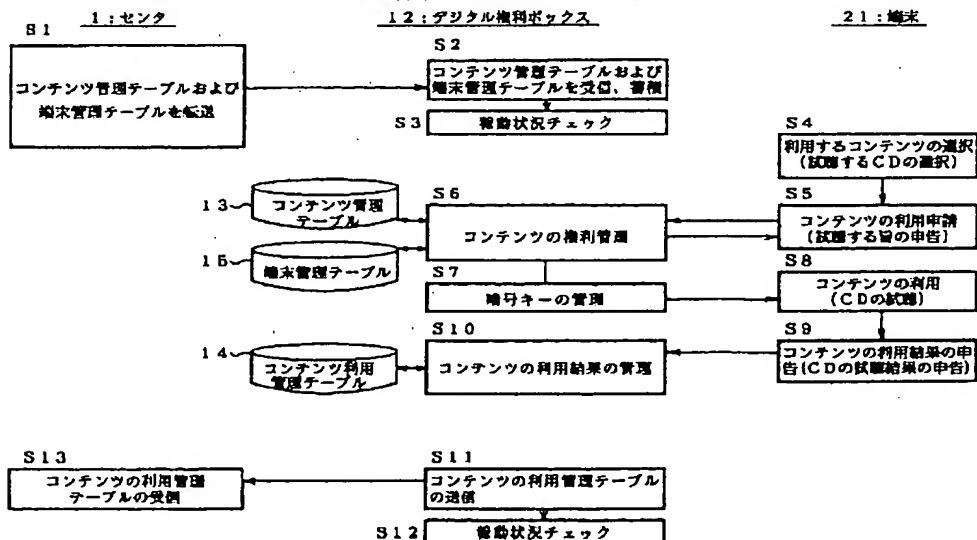 1:センタ
12:デジタル権利ボックス
21:端末
S1
コンテンツ管理テーブルおよび
端末管理テーブルを転送
S2
コンテンツ管理テーブルおよび
端末管理テーブルを受信、蓄積
S3
稼動状況チェック
S4
利用するコンテンツの選択
(試聴するCDの選択)
S5
コンテンツの利用申請
(試聴する旨の申告)
13
コンテンツ管理
テーブル
15
端末管理テーブル
S6
コンテンツの権利管理
S7
暗号キーの管理
S8
コンテンツの利用
(CDの試聴)
S9
コンテンツの利用結果の申
告(CDの試聴結果の申告)
S10
コンテンツの利用結果の管理
14
コンテンツ利用
管理テーブル
S13
コンテンツの利用管理
テーブルの受領
S11
コンテンツの利用管理テーブル
の送信
S12
稼動状況チェック